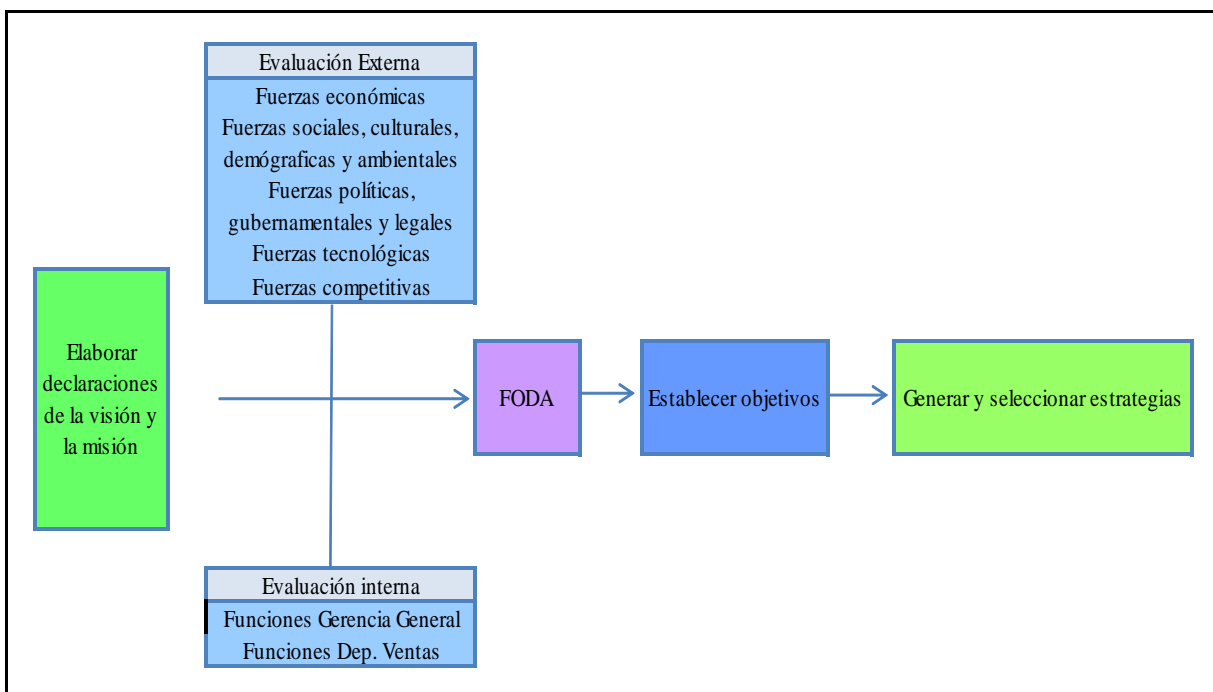 Evaluación Externa
Fuerzas económicas
Fuerzas sociales, culturales,
demógraficas y ambientales
Fuerzas políticas,
gubernamentales y legales
Fuerzas tecnológicas
Fuerzas competitivas
Elaborar
declaraciones
de la visión y
la misión
FODA
Establecer objetivos
Generar y seleccionar estrategias
Evaluación interna
Funciones Gerencia General
Funciones Dep. Ventas